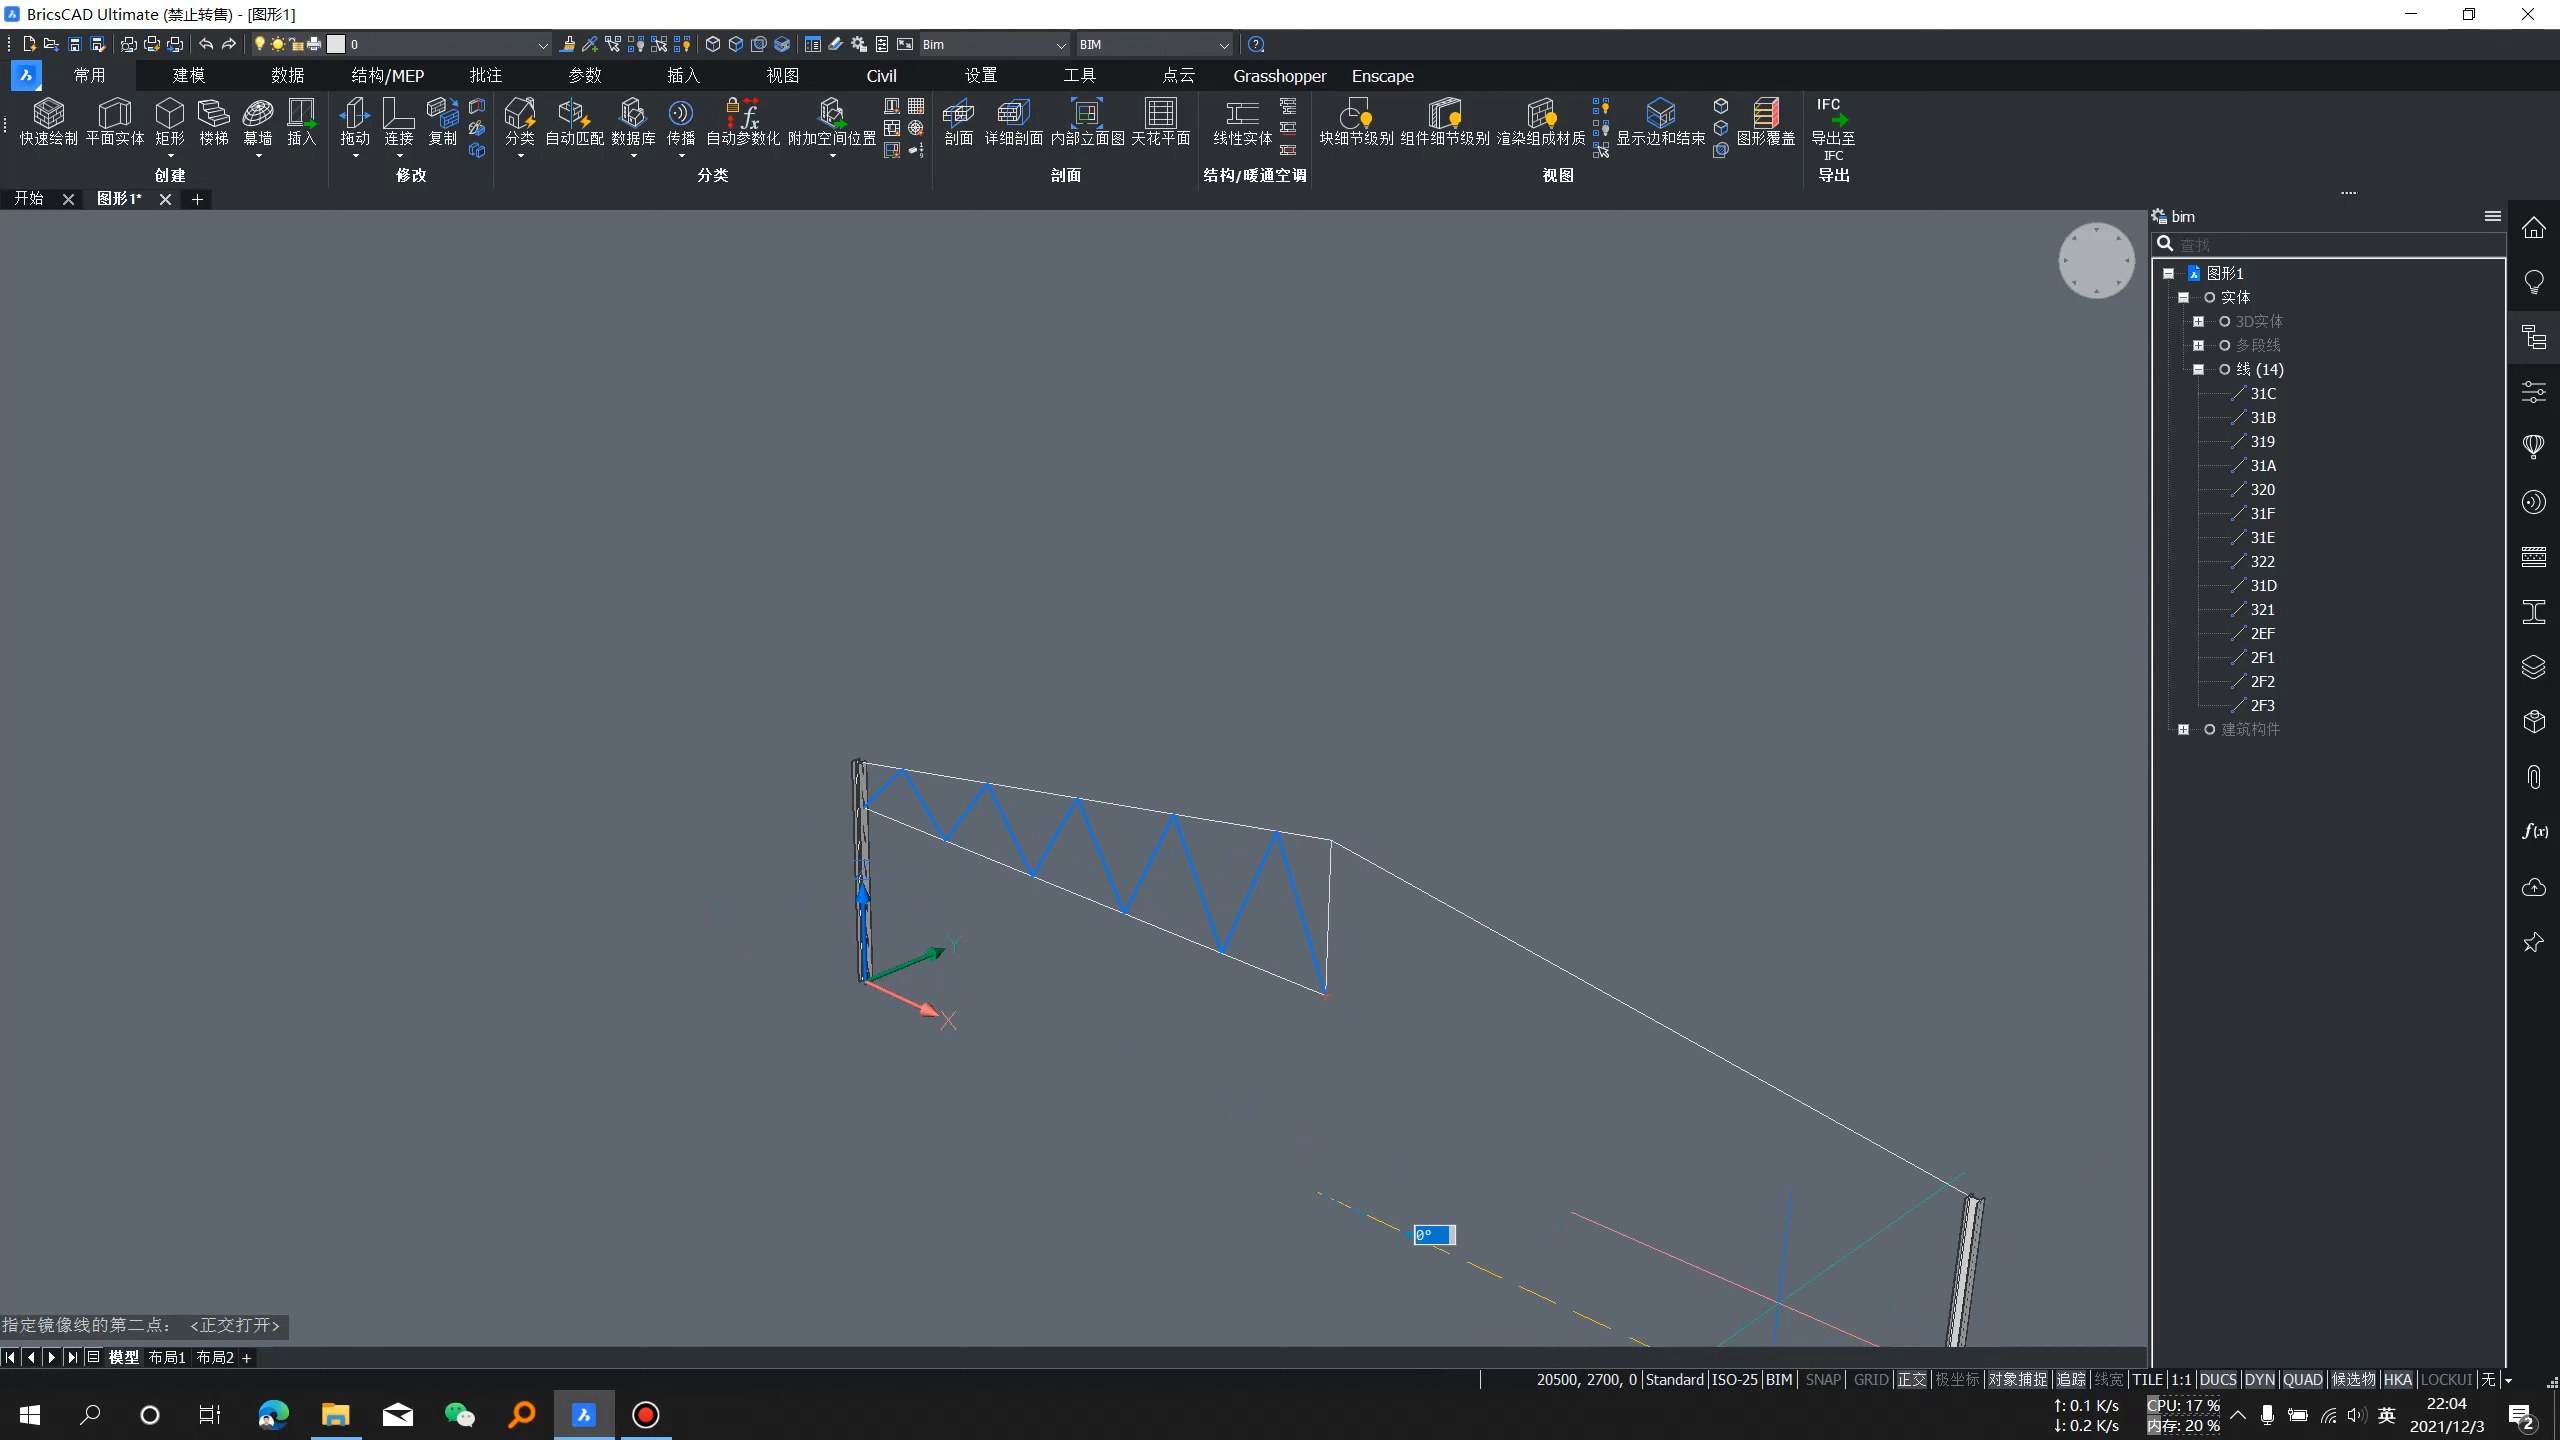 BricsCAD Ultimate (禁止转售) - [图形1]
0
Bim
BIM
常用 建模 数据 结构/MEP 批注 参数 插入 视图 Civil 设置 工具 点云 Grasshopper Enscape
快速绘制 平面实体 矩形 楼梯 幕墙 插入 拖动 连接 复制 分类 自动匹配 数据库 传播 自动参数化 附加空间位置 剖面 详细剖面 内部立面图 天花平面 线性实体 块细节级别 组件细节级别 渲染组成材质 显示边和结束 图形覆盖 IFC 导出至 IFC
创建 修改 分类 剖面 结构/暖通空调 视图 导出
开始 图形1* +
bim
查找
图形1
实体
3D实体
多段线
线 (14)
31C
31B
319
31A
320
31F
31E
322
31D
321
2EF
2F1
2F2
2F3
建筑构件
Y
X
0°
指定镜像线的第二点: <正交打开>
模型 布局1 布局2 +
20500, 2700, 0 Standard ISO-25 BIM SNAP GRID 正交 极坐标 对象捕捉 追踪 线宽 TILE 1:1 DUCS DYN QUAD 候选物 HKA LOCKUI 无
↑: 0.1 K/s
↓: 0.2 K/s
CPU: 17 %
内存: 20 %
英
22:04
2021/12/3
2
f(x)